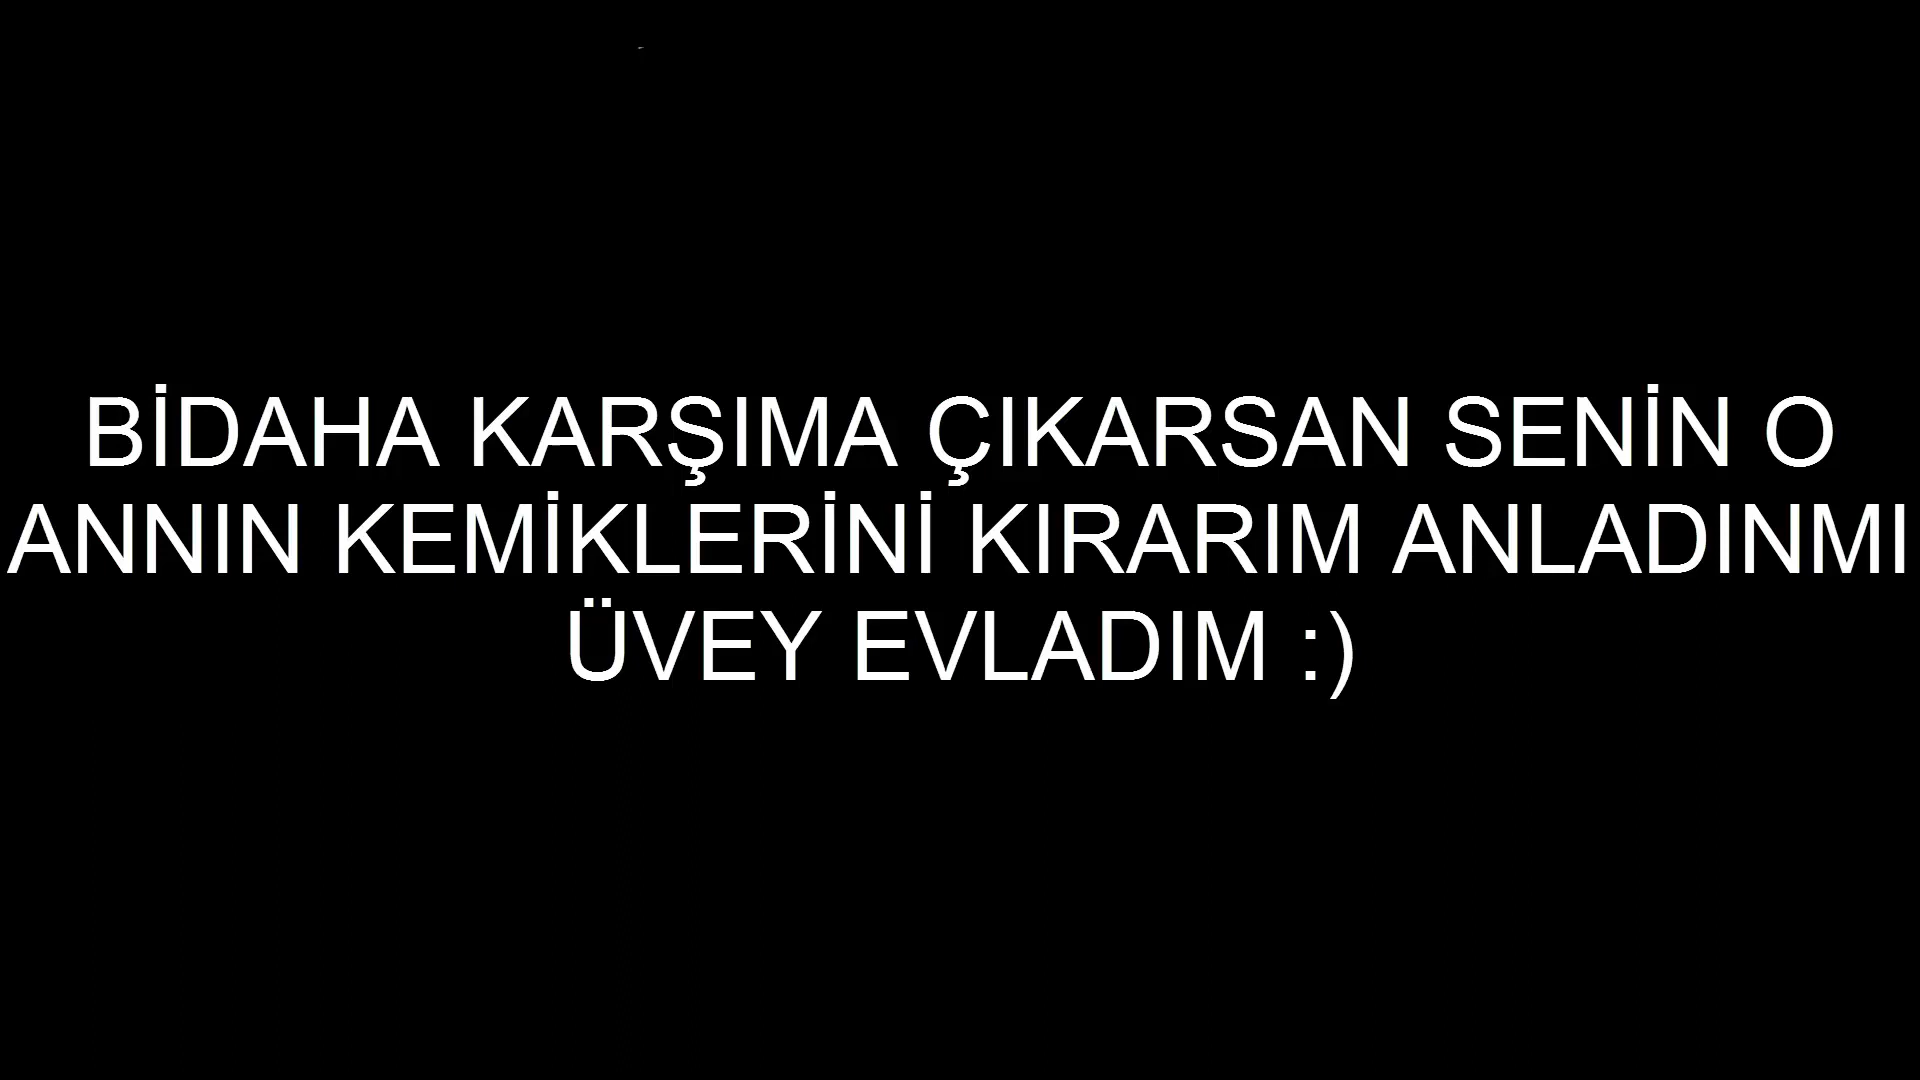 BİDAHA KARŞIMA ÇIKARSAN SENİN O
ANNIN KEMİKLERİNİ KIRARIM ANLADINMI
ÜVEY EVLADIM :)